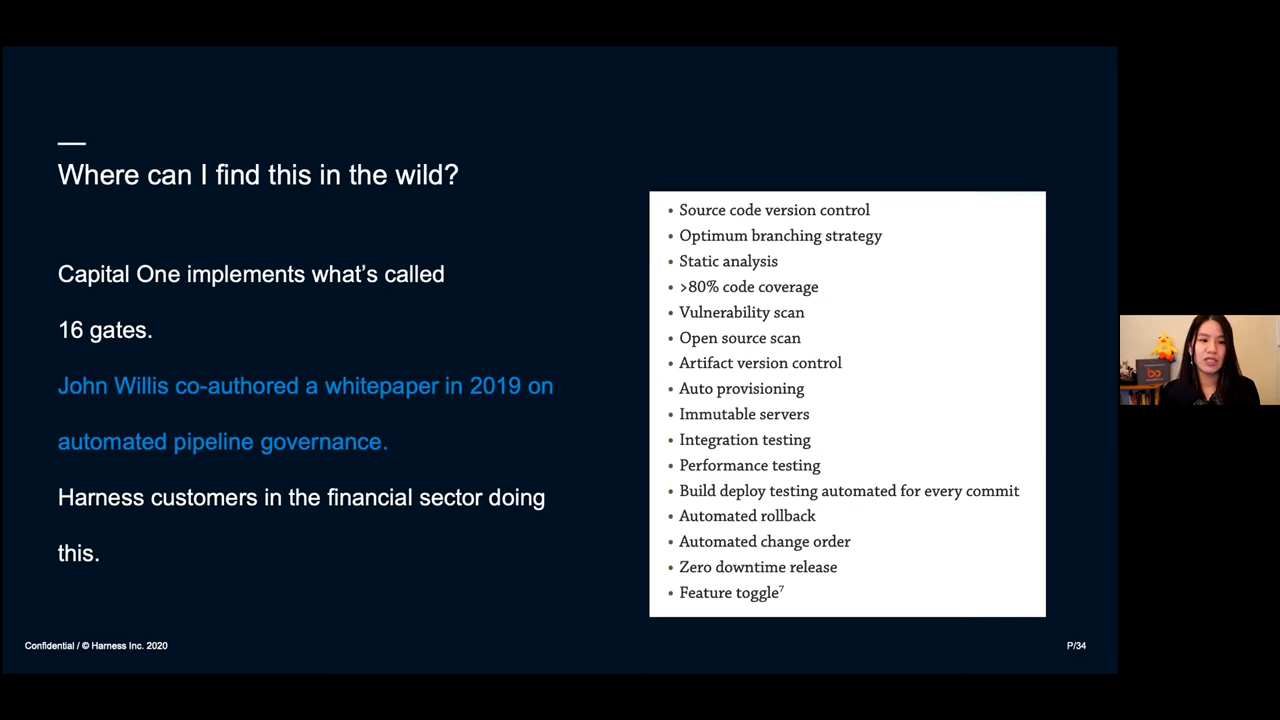 Where can I find this in the wild?
Capital One implements what's called
16 gates.
John Willis co-authored a whitepaper in 2019 on
automated pipeline governance.
Harness customers in the financial sector doing
this.
• Source code version control
• Optimum branching strategy
• Static analysis
• >80% code coverage
• Vulnerability scan
• Open source scan
• Artifact version control
• Auto provisioning
• Immutable servers
• Integration testing
• Performance testing
• Build deploy testing automated for every commit
• Automated rollback
• Automated change order
• Zero downtime release
• Feature toggle⁷
Confidential / © Harness Inc. 2020
P/34